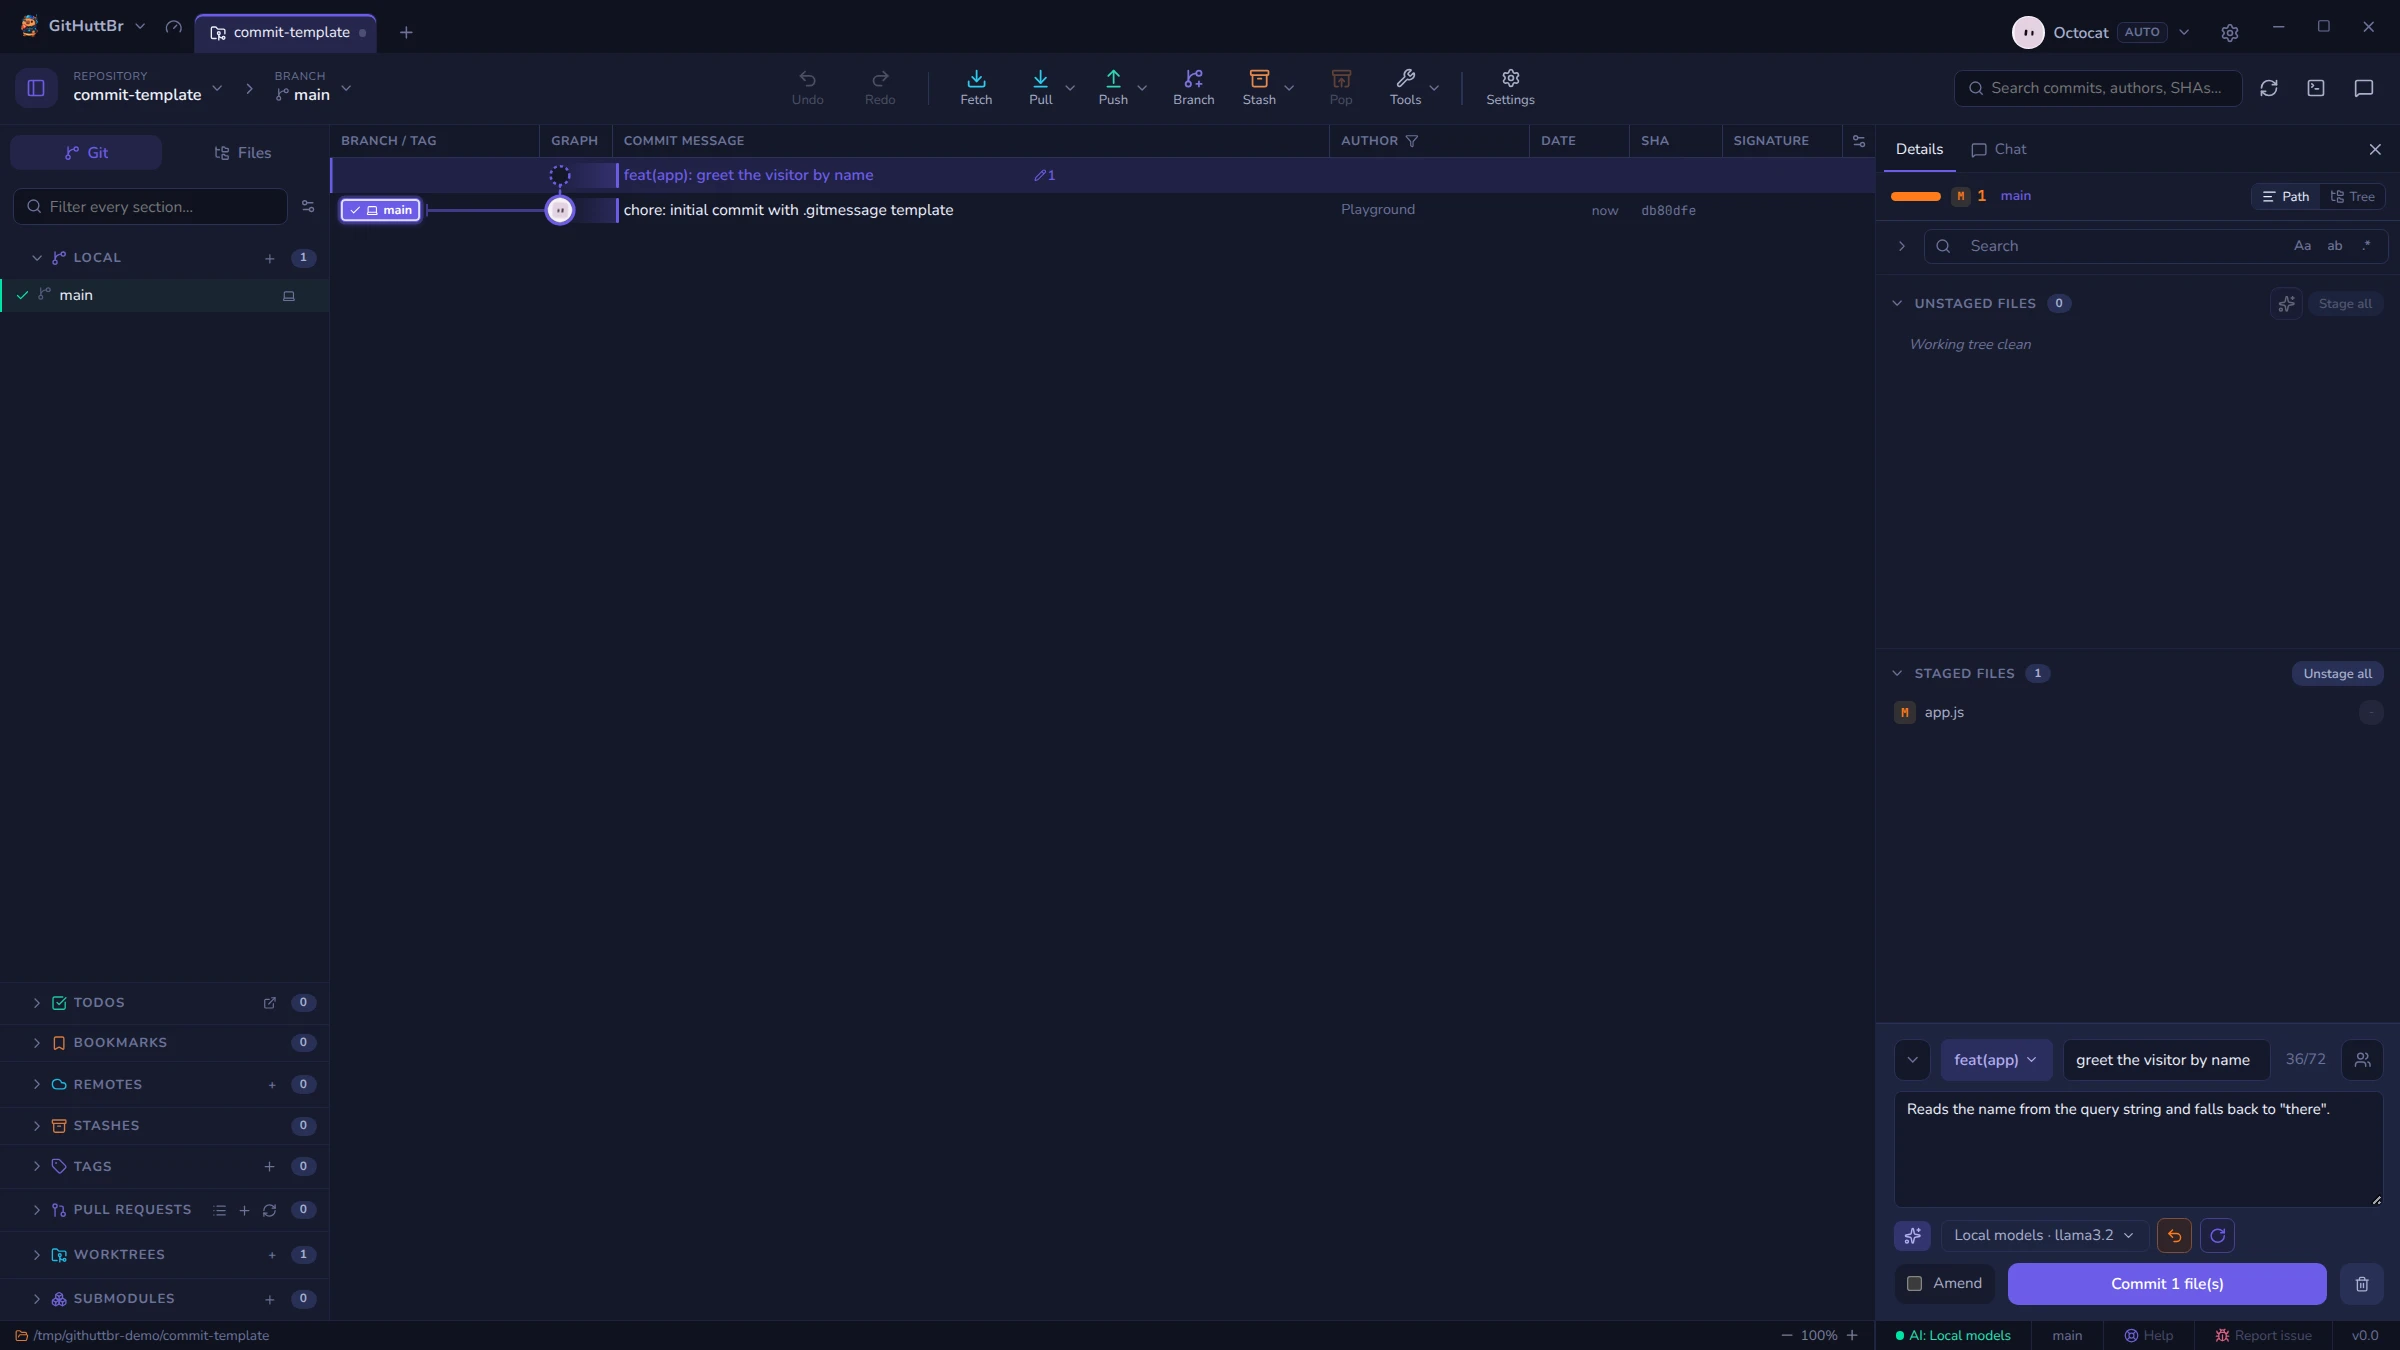 GitHuttBr
commit-template
Octocat AUTO
REPOSITORY
commit-template
BRANCH
main
Undo
Redo
Fetch
Pull
Push
Branch
Stash
Pop
Tools
Settings
Search commits, authors, SHAs...
Git
Files
Filter every section...
LOCAL 1
main
TODOS 0
BOOKMARKS 0
REMOTES 0
STASHES 0
TAGS 0
PULL REQUESTS 0
WORKTREES 1
SUBMODULES 0
BRANCH / TAG GRAPH COMMIT MESSAGE AUTHOR DATE SHA SIGNATURE
feat(app): greet the visitor by name 1
main chore: initial commit with .gitmessage template Playground now db80dfe
Details Chat
M 1 main Path Tree
Search Aa ab .*
UNSTAGED FILES 0 Stage all
Working tree clean
STAGED FILES 1 Unstage all
M app.js -
feat(app) greet the visitor by name 36/72
Reads the name from the query string and falls back to "there".
Local models · llama3.2
Amend Commit 1 file(s)
/tmp/githuttbr-demo/commit-template 100% AI: Local models main Help Report issue v0.0